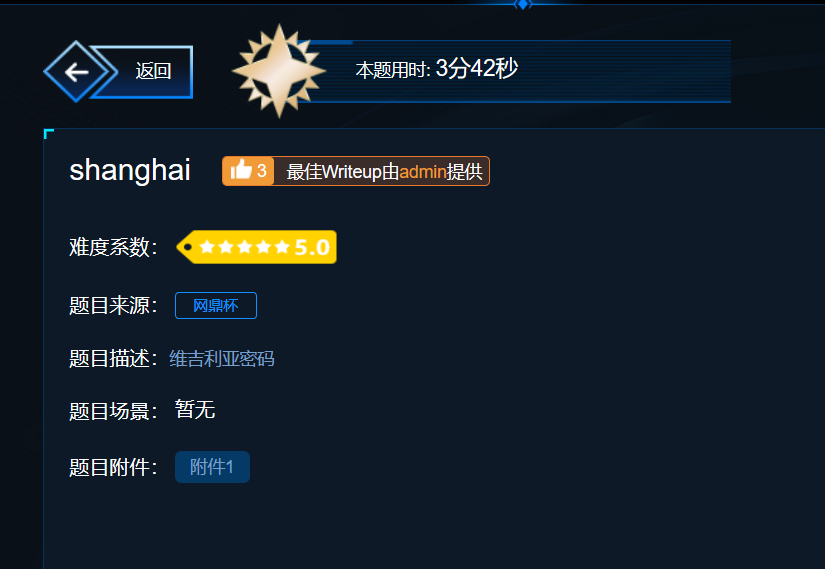 返回
本题用时: 3分42秒
shanghai 3 最佳Writeup由admin提供
难度系数： 5.0
题目来源： 网鼎杯
题目描述： 维吉利亚密码
题目场景： 暂无
题目附件： 附件1